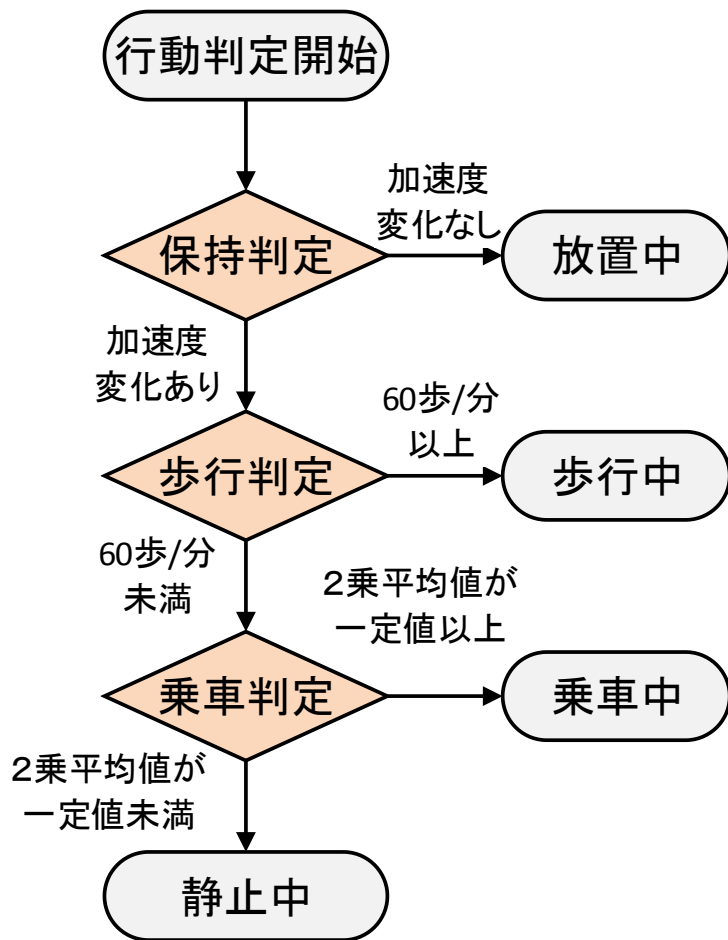 行動判定開始
加速度
変化なし
保持判定
放置中
加速度
変化あり
60歩/分
以上
歩行判定
歩行中
60歩/分
未満
2乗平均値が
一定値以上
乗車判定
乗車中
2乗平均値が
一定値未満
静止中